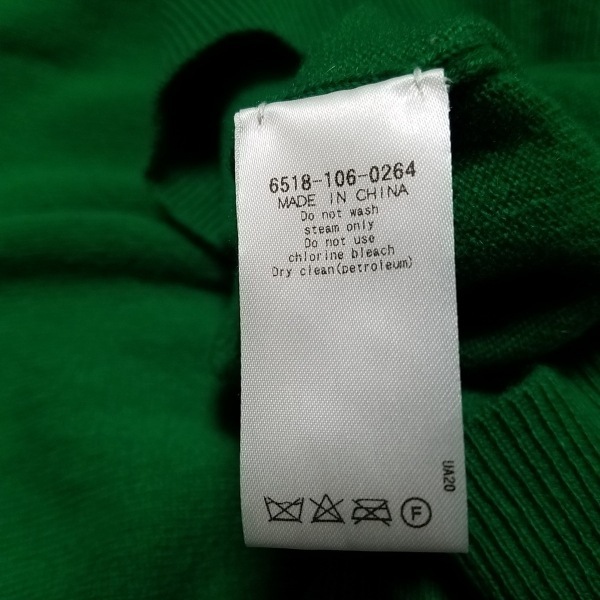 6518-106-0264
MADE IN CHINA
Do not wash
steam only
Do not use
chlorine bleach
Dry clean(petroleum)
UA20
F